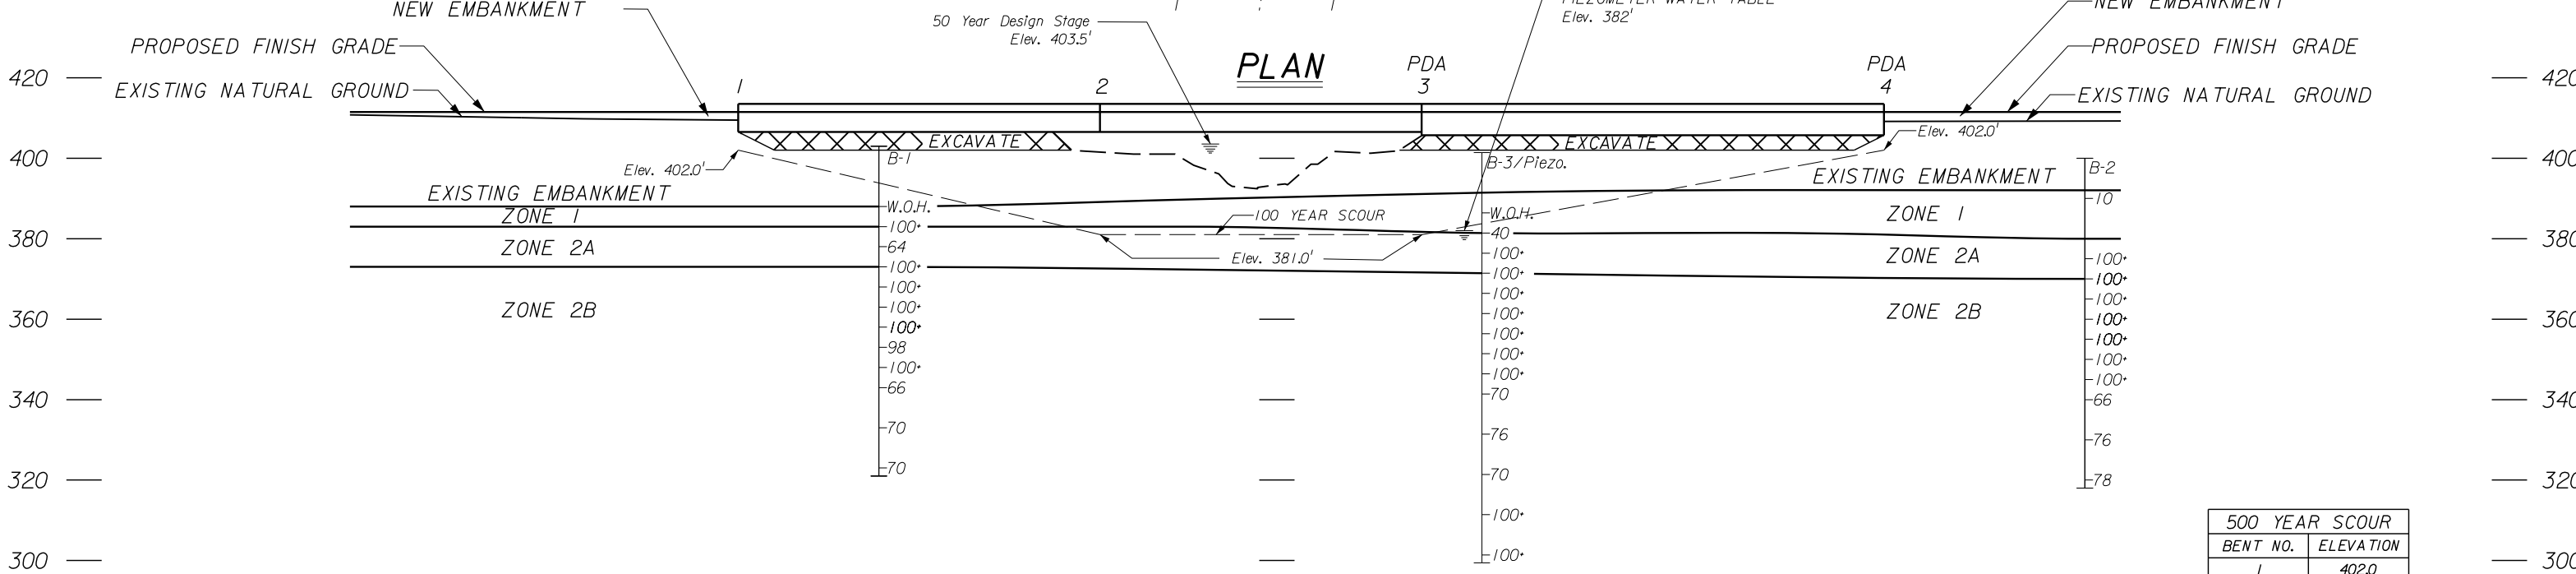 NEW EMBANKMENT
50 Year Design Stage
Elev. 403.5'
PIEZOMETER WATER TABLE
Elev. 382'
NEW EMBANKMENT
PROPOSED FINISH GRADE
PLAN
PDA
PDA
PROPOSED FINISH GRADE
420
1
2
3
4
420
EXISTING NATURAL GROUND
EXISTING NATURAL GROUND
EXCAVATE
EXCAVATE
Elev. 402.0'
400
B-1
B-3/Piezo.
400
Elev. 402.0'
B-2
EXISTING EMBANKMENT
EXISTING EMBANKMENT
10
W.O.H.
ZONE 1
100 YEAR SCOUR
W.O.H.
ZONE 1
100+
380
40
380
ZONE 2A
64
Elev. 381.0'
100+
ZONE 2A
100+
100+
100+
100+
100+
100+
100+
ZONE 2B
100+
100+
ZONE 2B
360
100+
100+
100+
360
98
100+
100+
100+
100+
100+
100+
66
70
340
66
340
70
76
76
70
70
320
78
320
100+
500 YEAR SCOUR
BENT NO.
ELEVATION
300
100+
300
1
402.0